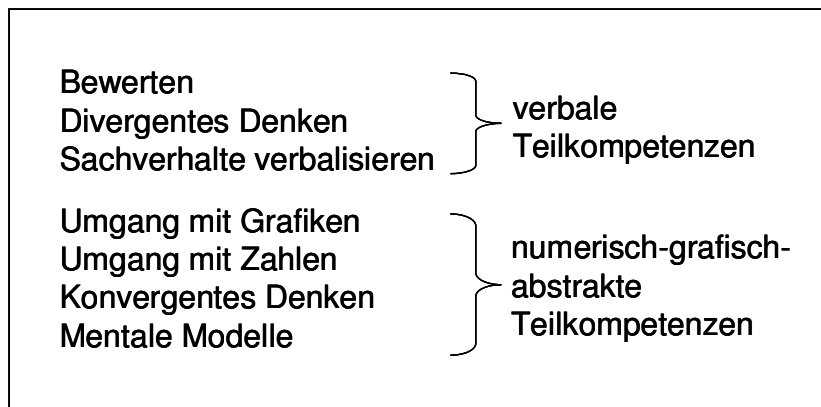 Bewerten
Divergentes Denken
Sachverhalte verbalisieren
verbale
Teilkompetenzen
Umgang mit Grafiken
Umgang mit Zahlen
Konvergentes Denken
Mentale Modelle
numerisch-grafisch-
abstrakte
Teilkompetenzen